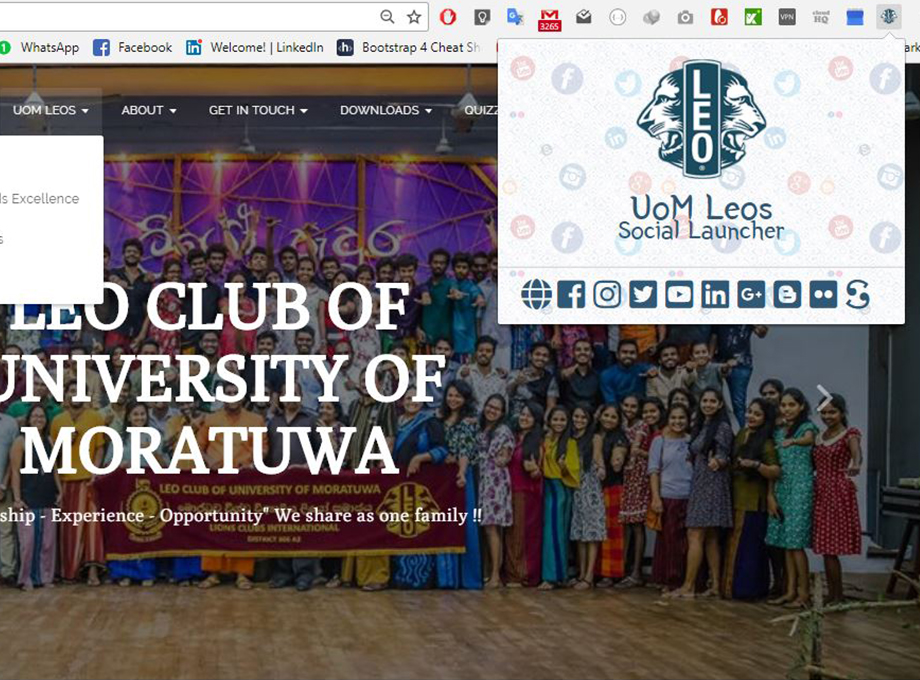 3265
VPN
cloud
HQ
WhatsApp
Facebook
Welcome! | LinkedIn
Bootstrap 4 Cheat Sh
UOM LEOS
ABOUT
GET IN TOUCH
DOWNLOADS
QUIZZ
ds Excellence
s
LEO
UoM Leos
Social Launcher
LEO CLUB OF
UNIVERSITY OF
MORATUWA
LEO CLUB OF UNIVERSITY OF MORATUWA
LIONS CLUBS INTERNATIONAL
DISTRICT 306 A2
ship - Experience - Opportunity" We share as one family !!